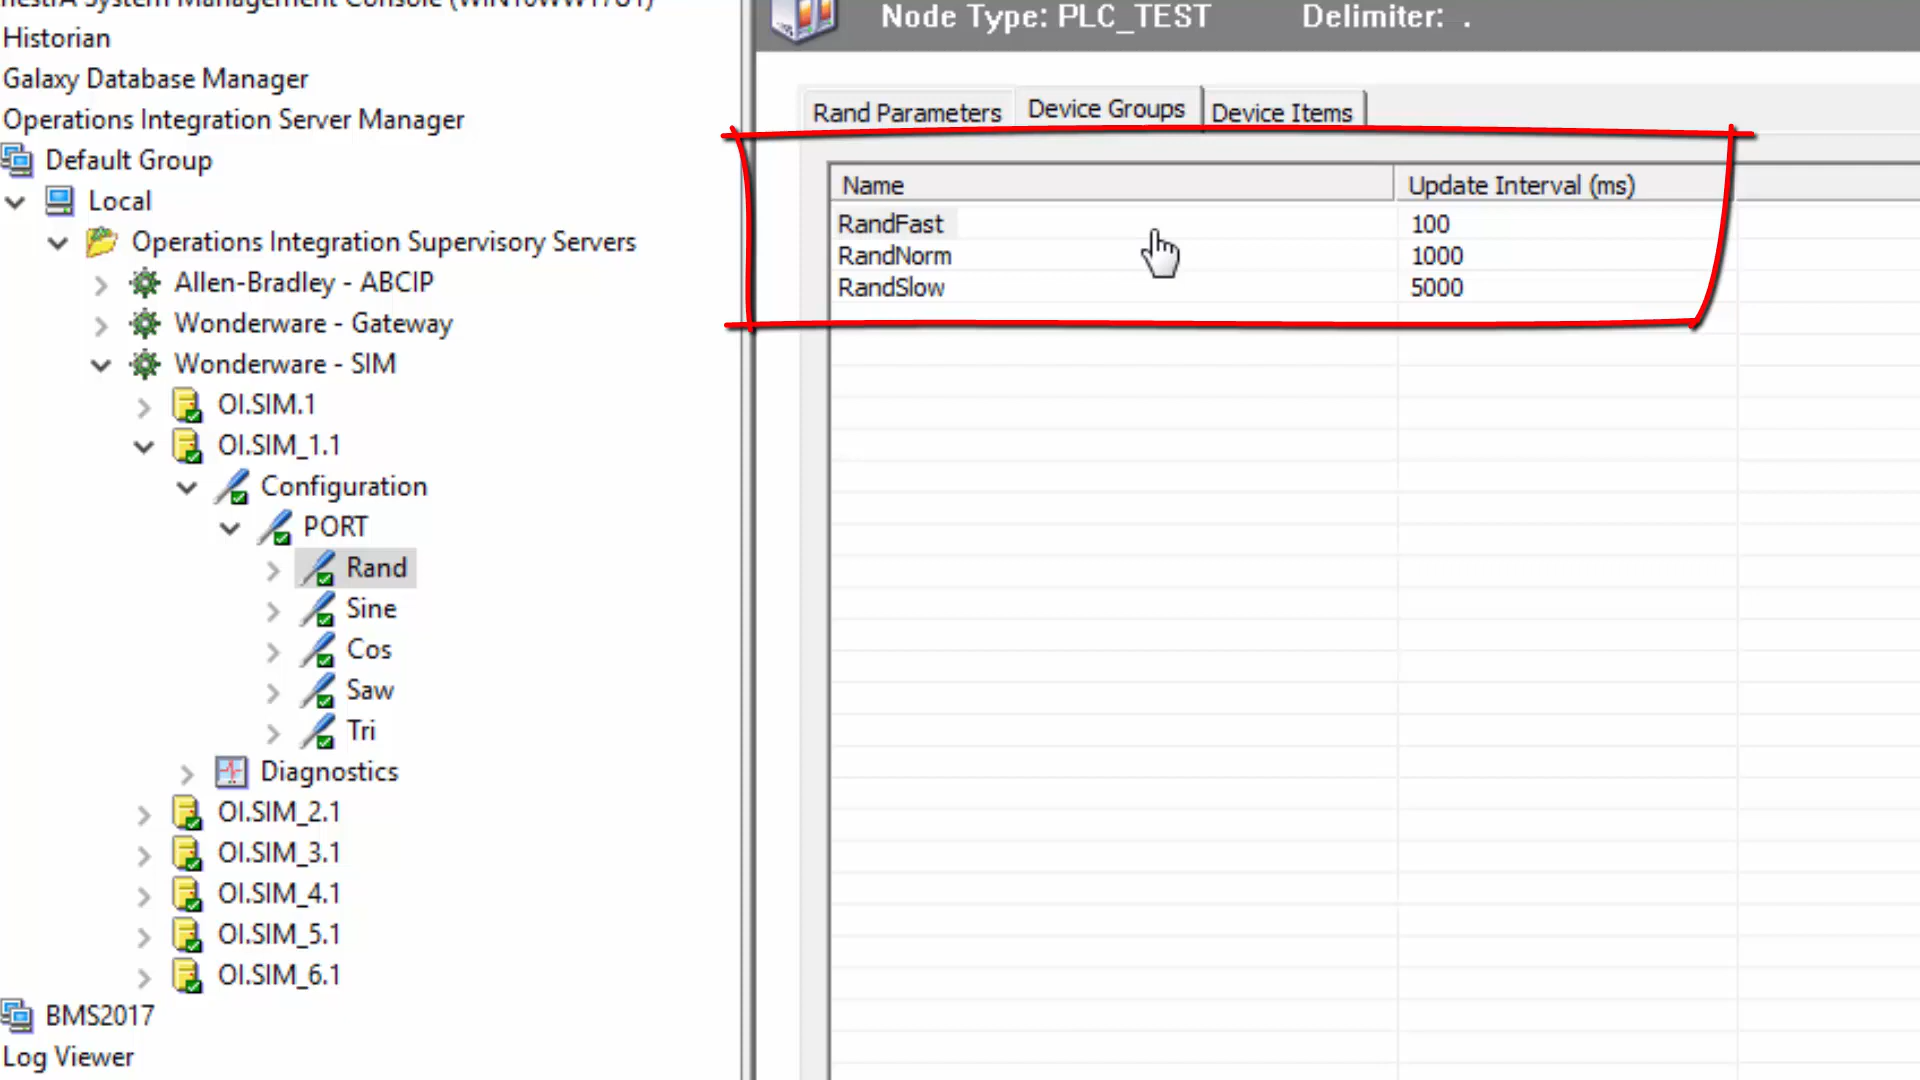 System Management Console
Historian
Galaxy Database Manager
Operations Integration Server Manager
Default Group
Local
Operations Integration Supervisory Servers
Allen-Bradley - ABCIP
Wonderware - Gateway
Wonderware - SIM
OI.SIM.1
OI.SIM_1.1
Configuration
PORT
Rand
Sine
Cos
Saw
Tri
Diagnostics
OI.SIM_2.1
OI.SIM_3.1
OI.SIM_4.1
OI.SIM_5.1
OI.SIM_6.1
BMS2017
Log Viewer
Node Type: PLC_TEST Delimiter: .
Rand Parameters Device Groups Device Items
Name Update Interval (ms)
RandFast 100
RandNorm 1000
RandSlow 5000